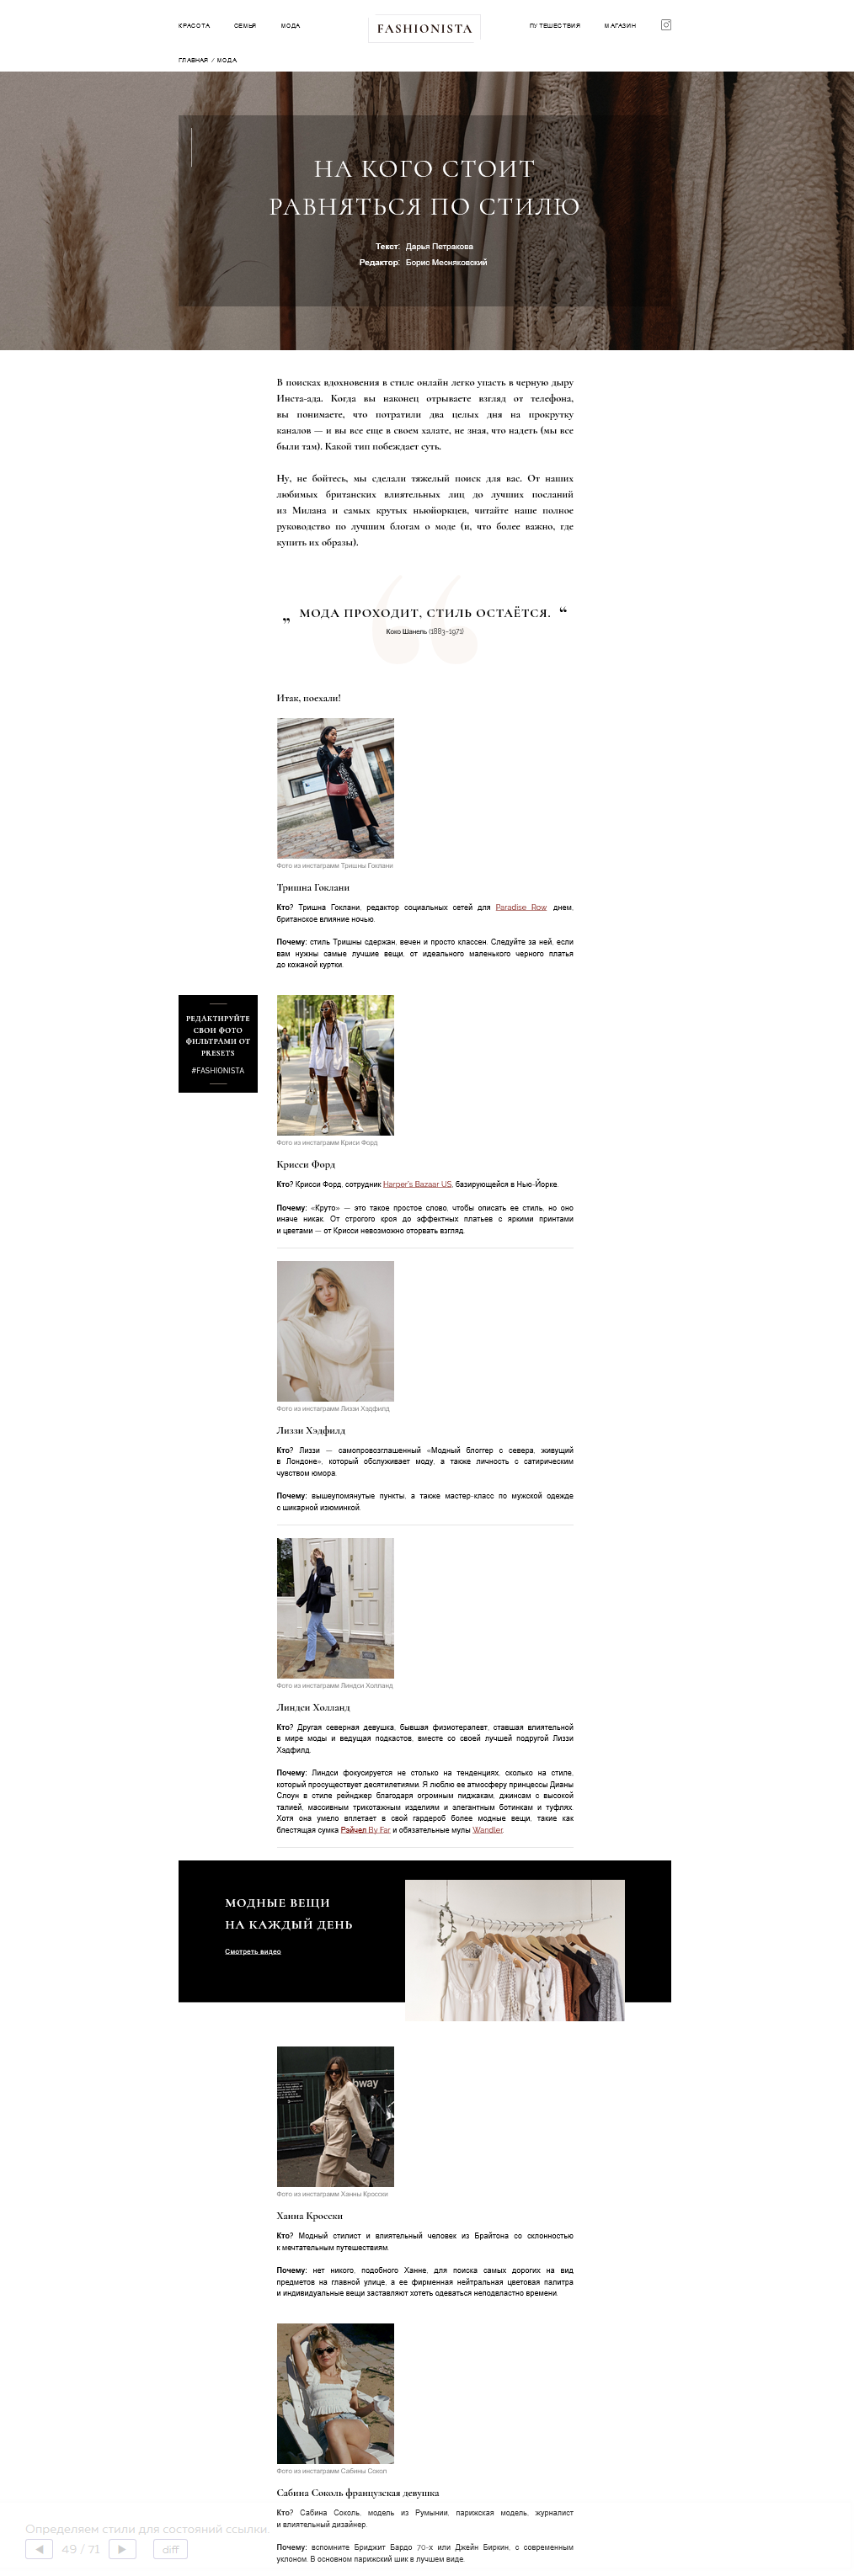 КРАСОТА СЕМЬЯ МОДА FASHIONISTA ПУТЕШЕСТВИЯ МАГАЗИН
ГЛАВНАЯ / МОДА
НА КОГО СТОИТ
РАВНЯТЬСЯ ПО СТИЛЮ
Текст: Дарья Петракова
Редактор: Борис Месняковский
В поисках вдохновения в стиле онлайн легко упасть в черную дыру
Инста-ада. Когда вы наконец отрываете взгляд от телефона,
вы понимаете, что потратили два целых дня на прокрутку
каналов — и вы все еще в своем халате, не зная, что надеть (мы все
были там). Какой тип побеждает суть.
Ну, не бойтесь, мы сделали тяжелый поиск для вас. От наших
любимых британских влиятельных лиц до лучших посланий
из Милана и самых крутых ньюйоркцев, читайте наше полное
руководство по лучшим блогам о моде (и, что более важно, где
купить их образы).
„ МОДА ПРОХОДИТ, СТИЛЬ ОСТАЁТСЯ. “
Коко Шанель (1883-1971)
Итак, поехали!
Фото из инстаграмм Тришны Гоклани
Тришна Гоклани
Кто? Тришна Гоклани, редактор социальных сетей для Paradise Row днем,
британское влияние ночью.
Почему: стиль Тришны сдержан, вечен и просто классен. Следуйте за ней, если
вам нужны самые лучшие вещи, от идеального маленького черного платья
до кожаной куртки.
РЕДАКТИРУЙТЕ
СВОИ ФОТО
ФИЛЬТРАМИ ОТ
PRESETS
#FASHIONISTA
Фото из инстаграмм Криси Форд
Крисси Форд
Кто? Крисси Форд, сотрудник Harper's Bazaar US, базирующейся в Нью-Йорке.
Почему: «Круто» — это такое простое слово, чтобы описать ее стиль, но оно
иначе никак. От строгого кроя до эффектных платьев с яркими принтами
и цветами — от Крисси невозможно оторвать взгляд.
Фото из инстаграмм Лиззи Хэдфилд
Лиззи Хэдфилд
Кто? Лиззи — самопровозглашенный «Модный блоггер с севера, живущий
в Лондоне», который обслуживает моду, а также личность с сатирическим
чувством юмора.
Почему: вышеупомянутые пункты, а также мастер-класс по мужской одежде
с шикарной изюминкой.
Фото из инстаграмм Линдси Холланд
Линдси Холланд
Кто? Другая северная девушка, бывшая физиотерапевт, ставшая влиятельной
в мире моды и ведущая подкастов, вместе со своей лучшей подругой Лиззи
Хэдфилд.
Почему: Линдси фокусируется не столько на тенденциях, сколько на стиле,
который просуществует десятилетиями. Я люблю ее атмосферу принцессы Дианы
Слоун в стиле рейнджер благодаря огромным пиджакам, джинсам с высокой
талией, массивным трикотажным изделиям и элегантным ботинкам и туфлях.
Хотя она умело вплетает в свой гардероб более модные вещи, такие как
блестящая сумка Рэйчел By Far и обязательные мулы Wandler.
МОДНЫЕ ВЕЩИ
НА КАЖДЫЙ ДЕНЬ
Смотреть видео
bway
Фото из инстаграмм Ханны Кросски
Ханна Кросски
Кто? Модный стилист и влиятельный человек из Брайтона со склонностью
к мечтательным путешествиям.
Почему: нет никого, подобного Ханне, для поиска самых дорогих на вид
предметов на главной улице, а ее фирменная нейтральная цветовая палитра
и индивидуальные вещи заставляют хотеть одеваться неподвластно времени.
Фото из инстаграмм Сабины Сокол
Сабина Соколь французская девушка
Кто? Сабина Соколь, модель из Румынии, парижская модель, журналист
и влиятельный дизайнер.
Почему: вспомните Бриджит Бардо 70-х или Джейн Биркин, с современным
уклоном. В основном парижский шик в лучшем виде.
Определяем стили для состояний ссылки.
49 / 71 diff